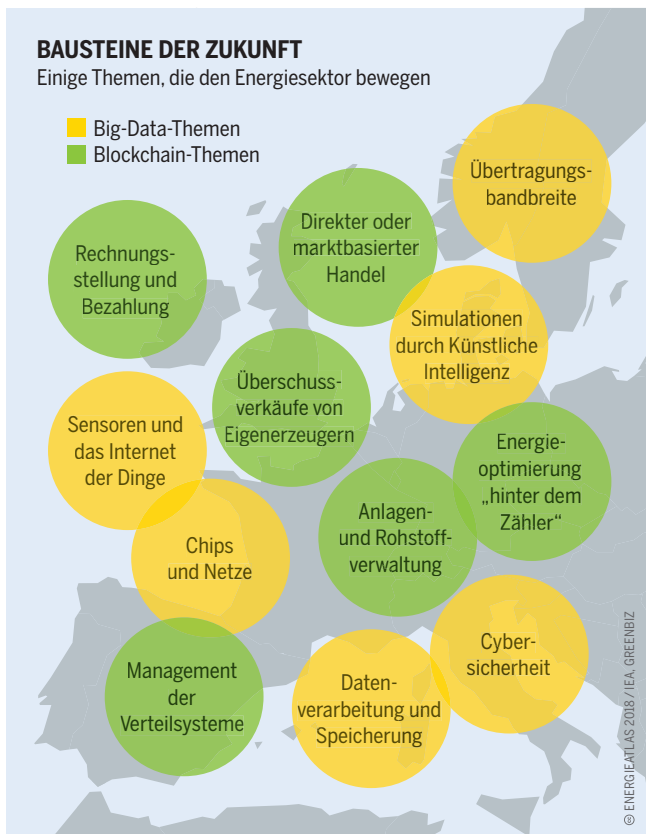 BAUSTEINE DER ZUKUNFT
Einige Themen, die den Energiesektor bewegen
Big-Data-Themen
Blockchain-Themen
Übertragungs-
bandbreite
Direkter oder
marktbasierter
Handel
Rechnungs-
stellung und
Bezahlung
Simulationen
durch Künstliche
Intelligenz
Überschuss-
verkäufe von
Eigenerzeugern
Sensoren und
das Internet
der Dinge
Energie-
optimierung
„hinter dem
Zähler“
Anlagen-
und Rohstoff-
verwaltung
Chips
und Netze
Cyber-
sicherheit
Management
der
Verteilsysteme
Daten-
verarbeitung und
Speicherung
🅭 ENERGIEATLAS 2018 / IEA, GREENBIZ